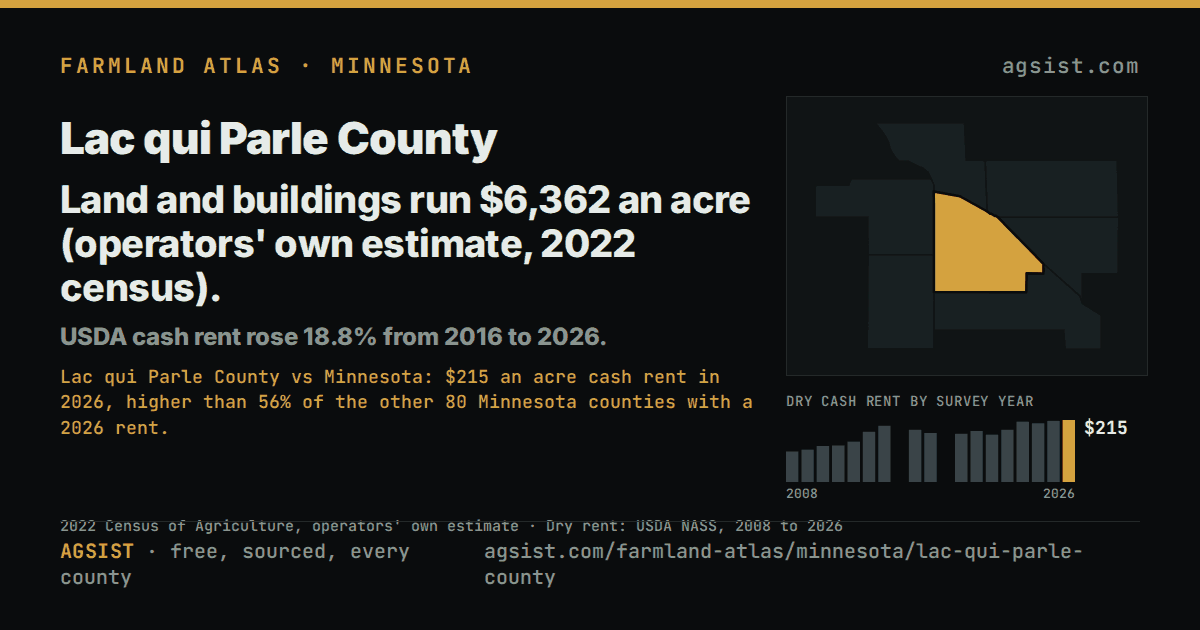 FARMLAND ATLAS · MINNESOTA
agsist.com
Lac qui Parle County
Land and buildings run $6,362 an acre
(operators' own estimate, 2022
census).
USDA cash rent rose 18.8% from 2016 to 2026.
Lac qui Parle County vs Minnesota: $215 an acre cash rent in
2026, higher than 56% of the other 80 Minnesota counties with a
2026 rent.
DRY CASH RENT BY SURVEY YEAR
$215
2008
2026
2022 Census of Agriculture, operators' own estimate · Dry rent: USDA NASS, 2008 to 2026
AGSIST · free, sourced, every
county
agsist.com/farmland-atlas/minnesota/lac-qui-parle-
county